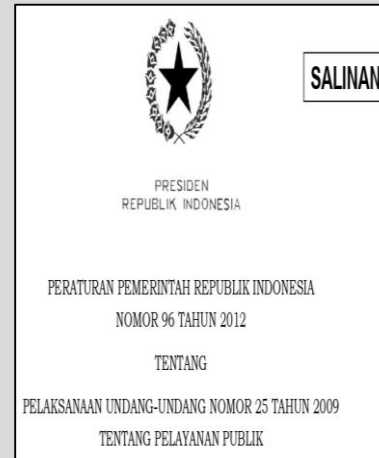 SALINAN
PRESIDEN
REPUBLIK INDONESIA
PERATURAN PEMERINTAH REPUBLIK INDONESIA
NOMOR 96 TAHUN 2012
TENTANG
PELAKSANAAN UNDANG-UNDANG NOMOR 25 TAHUN 2009
TENTANG PELAYANAN PUBLIK